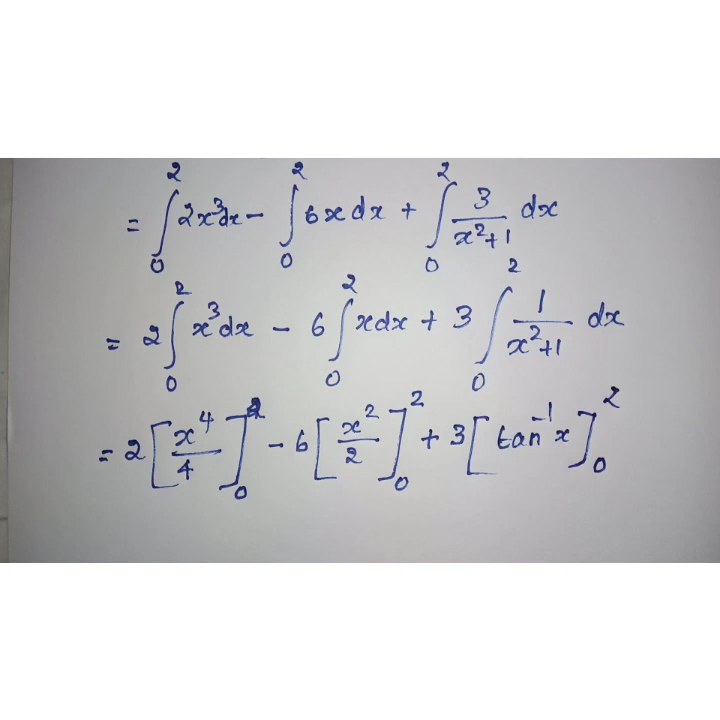 = ∫₀² 2x³dx − ∫₀² 6x dx + ∫₀² 3/(x²+1) dx
= 2 ∫₀² x³dx − 6 ∫₀² xdx + 3 ∫₀² 1/(x²+1) dx
= 2 [x⁴/4]₀² − 6 [x²/2]₀² + 3 [tan⁻¹x]₀²